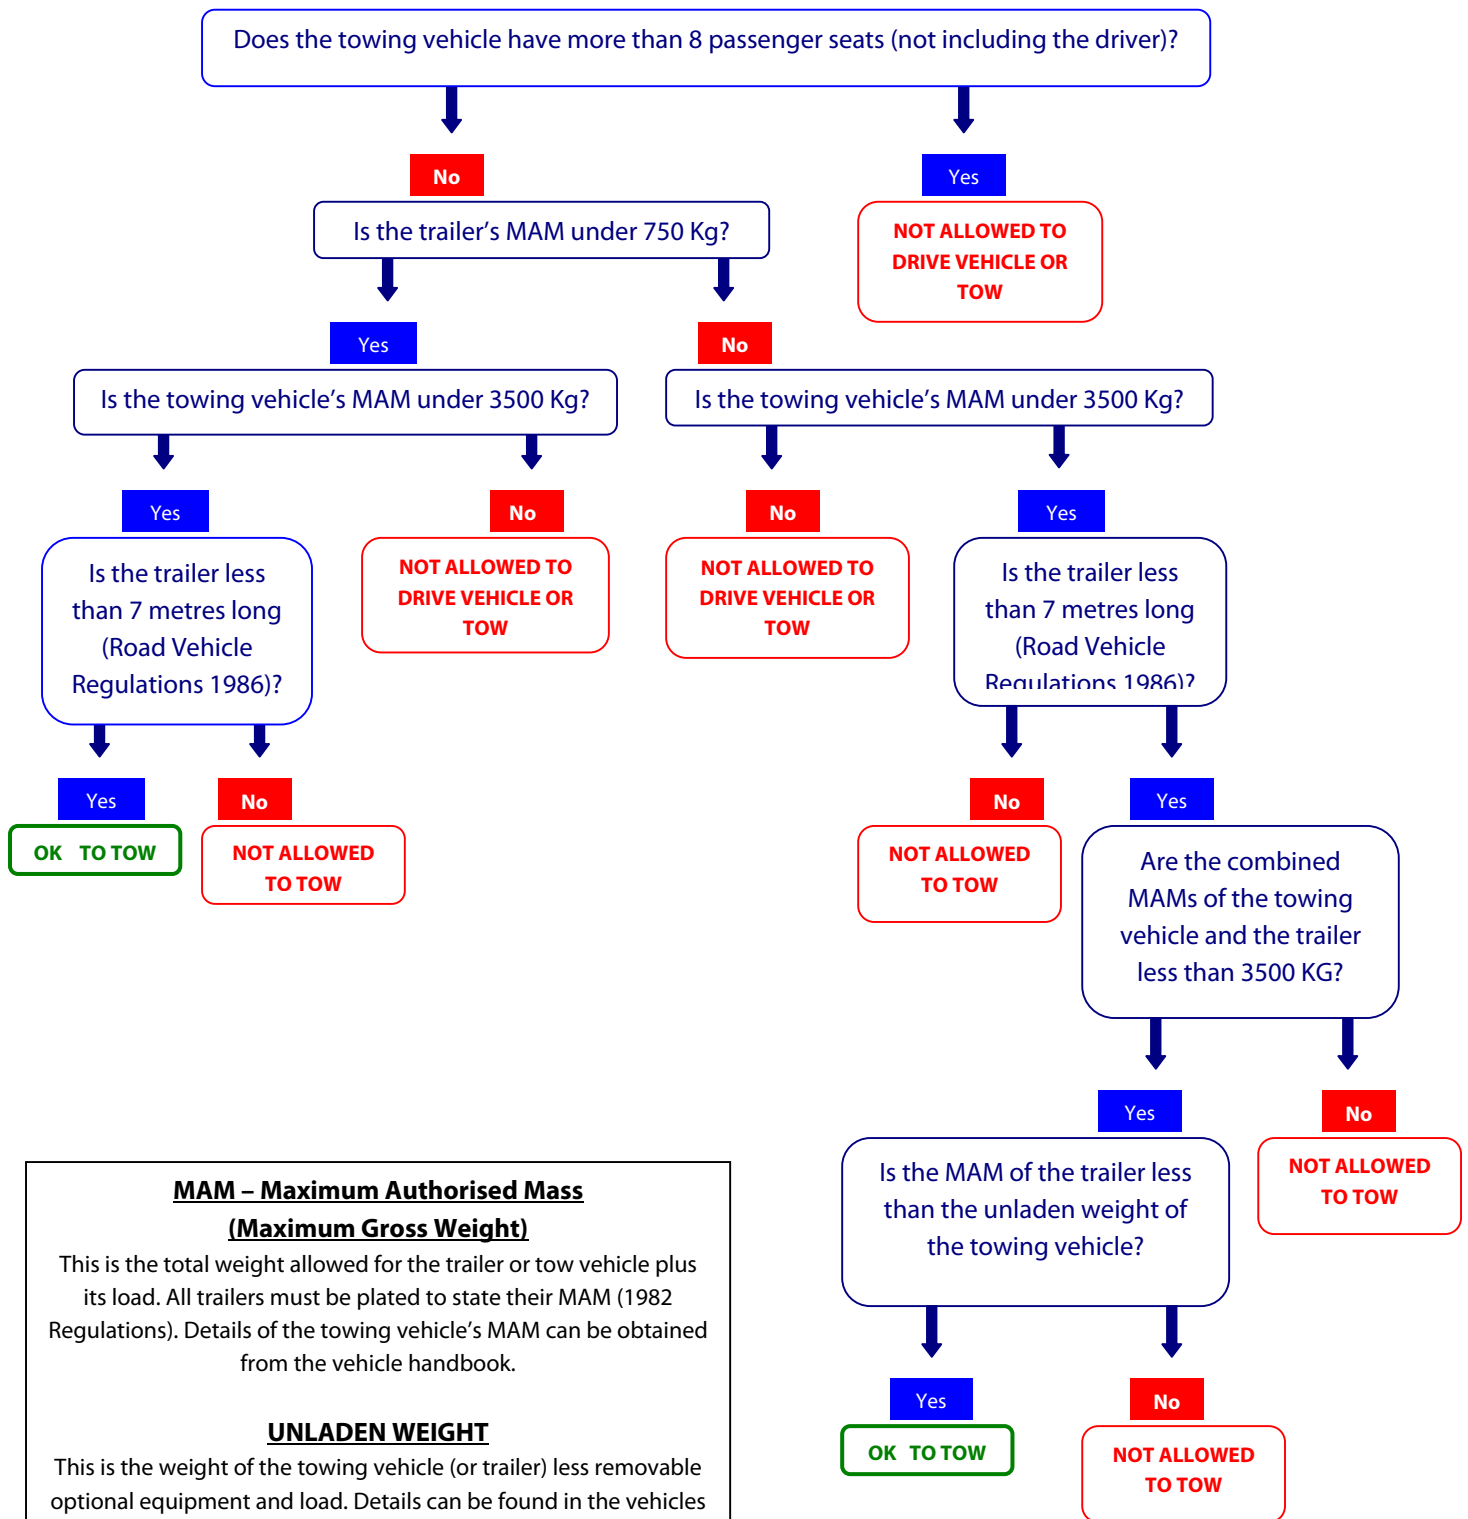 Does the towing vehicle have more than 8 passenger seats (not including the driver)?
No
Yes
Is the trailer's MAM under 750 Kg?
NOT ALLOWED TO
DRIVE VEHICLE OR
TOW
Yes
No
Is the towing vehicle's MAM under 3500 Kg?
Is the towing vehicle's MAM under 3500 Kg?
Yes
No
No
Yes
Is the trailer less
than 7 metres long
(Road Vehicle
Regulations 1986)?
NOT ALLOWED TO
DRIVE VEHICLE OR
TOW
NOT ALLOWED TO
DRIVE VEHICLE OR
TOW
Is the trailer less
than 7 metres long
(Road Vehicle
Regulations 1986)?
Yes
No
No
Yes
OK TO TOW
NOT ALLOWED
TO TOW
NOT ALLOWED
TO TOW
Are the combined
MAMs of the towing
vehicle and the trailer
less than 3500 KG?
Yes
No
Is the MAM of the trailer less
than the unladen weight of
the towing vehicle?
NOT ALLOWED
TO TOW
Yes
No
OK TO TOW
NOT ALLOWED
TO TOW
MAM – Maximum Authorised Mass
(Maximum Gross Weight)
This is the total weight allowed for the trailer or tow vehicle plus
its load. All trailers must be plated to state their MAM (1982
Regulations). Details of the towing vehicle's MAM can be obtained
from the vehicle handbook.
UNLADEN WEIGHT
This is the weight of the towing vehicle (or trailer) less removable
optional equipment and load. Details can be found in the vehicles